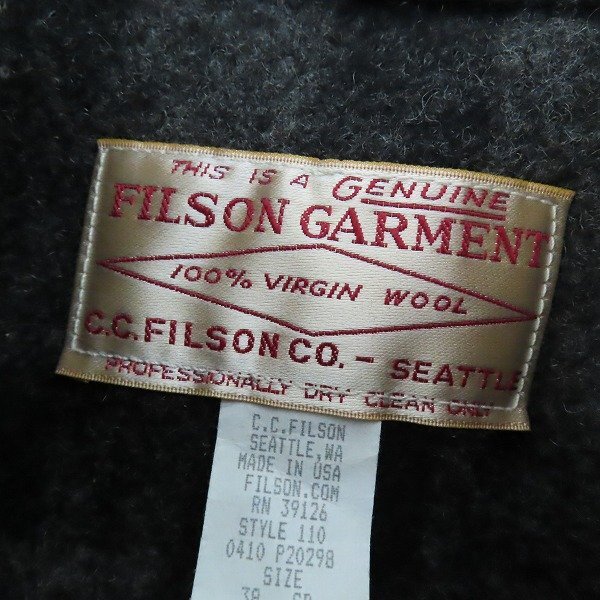 THIS IS A GENUINE
FILSON GARMENT
100% VIRGIN WOOL
C.C.FILSON CO. - SEATTLE
PROFESSIONALLY DRY CLEAN ONLY
C.C.FILSON
SEATTLE,WA
MADE IN USA
FILSON.COM
RN 39126
STYLE 110
0410 P20298
SIZE
38